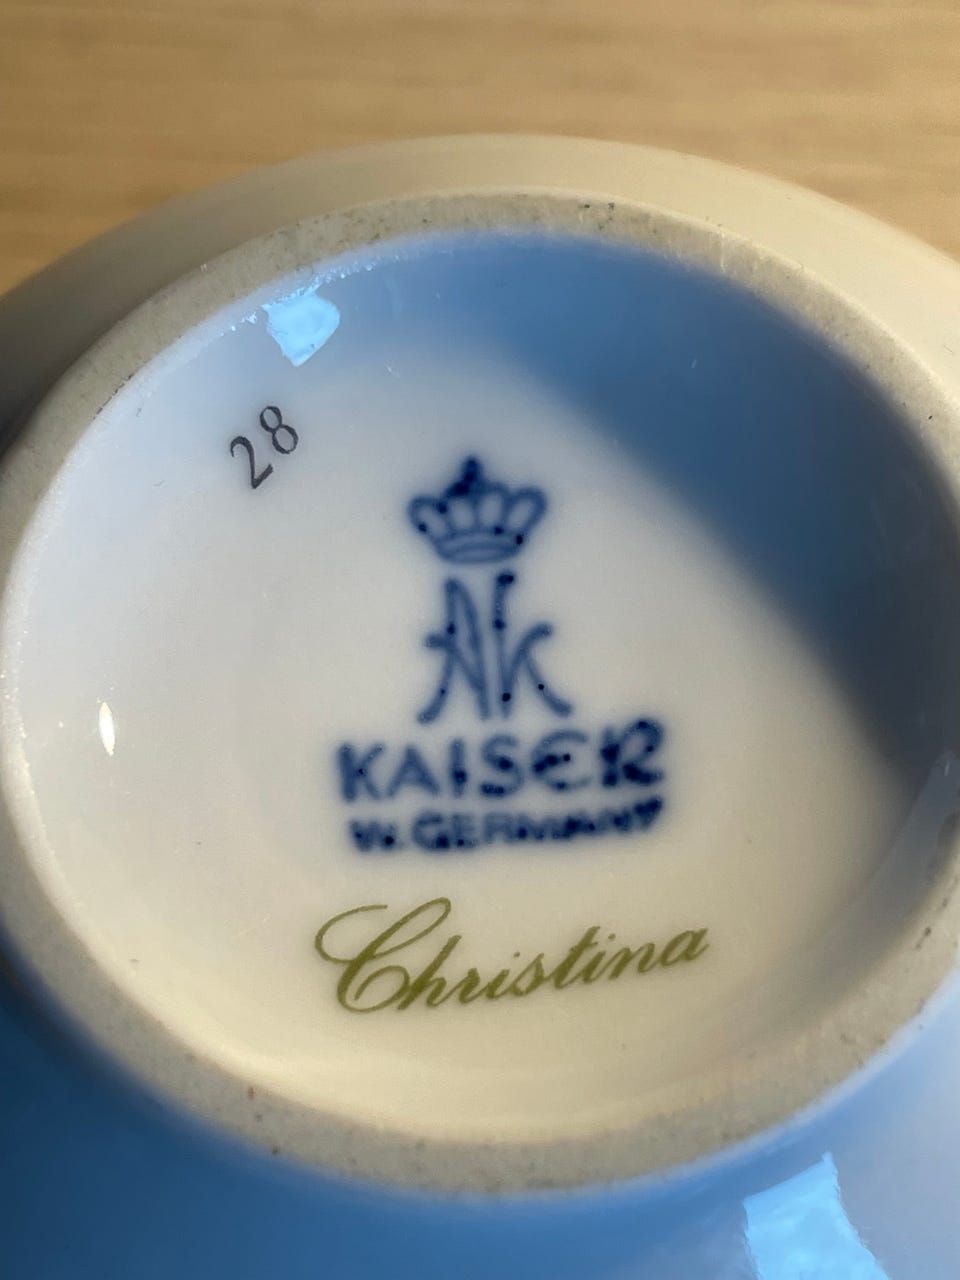 28
AK
KAISER
W. GERMANY
Christina